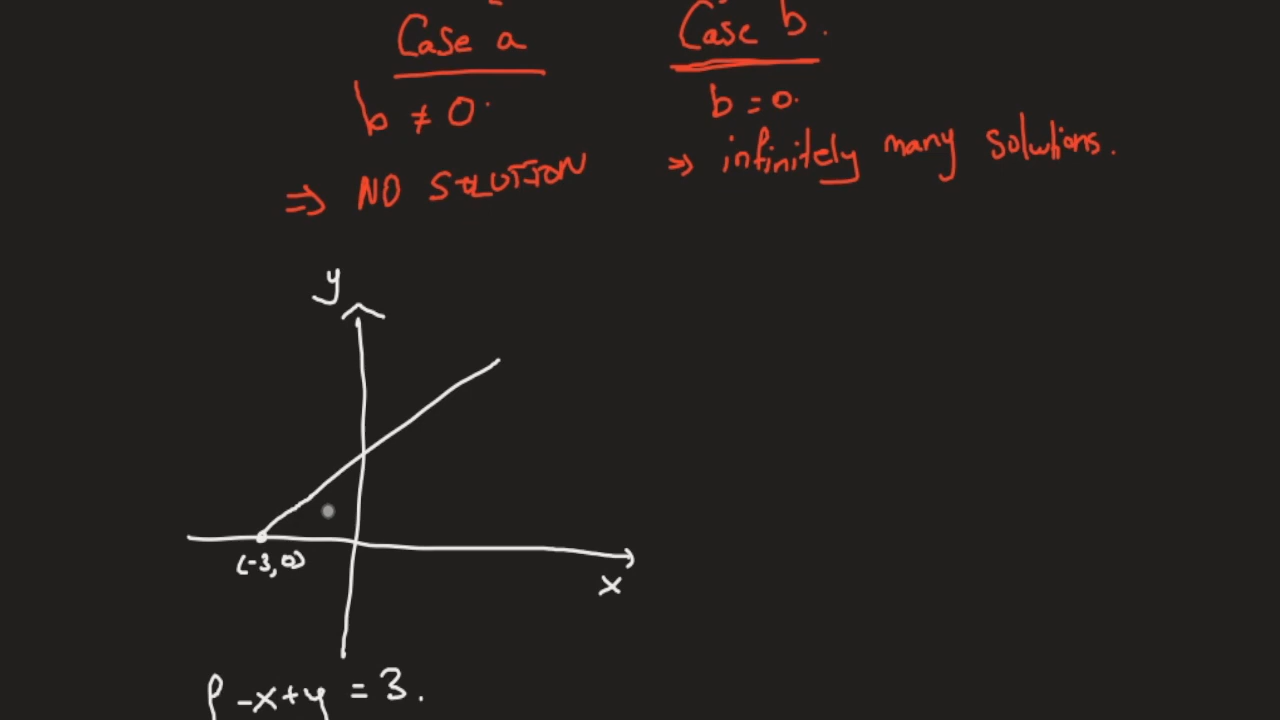 Case a
b ≠ 0.
⇒ NO SOLUTION
Case b.
b = 0.
⇒ infinitely many solutions.
y
(-3, 0)
x
-x+y = 3.